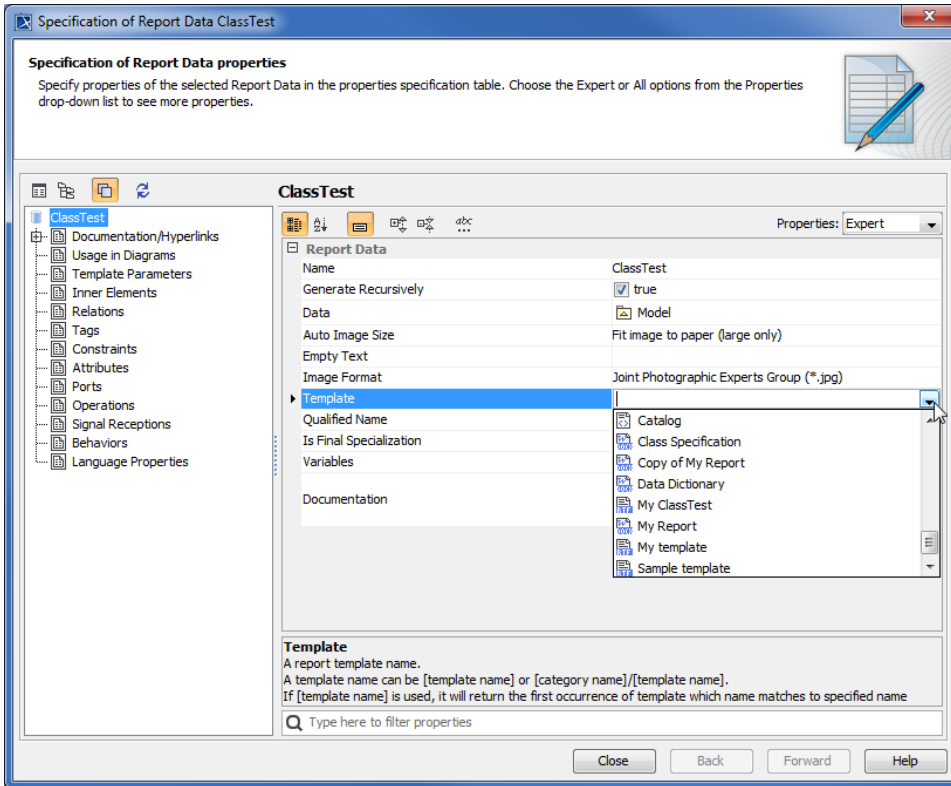 Specification of Report Data ClassTest
Specification of Report Data properties
Specify properties of the selected Report Data in the properties specification table. Choose the Expert or All options from the Properties
drop-down list to see more properties.
ClassTest
ClassTest
Documentation/Hyperlinks
Usage in Diagrams
Template Parameters
Inner Elements
Relations
Tags
Constraints
Attributes
Ports
Operations
Signal Receptions
Behaviors
Language Properties
Properties: Expert
Report Data
Name ClassTest
Generate Recursively true
Data Model
Auto Image Size Fit image to paper (large only)
Empty Text
Image Format Joint Photographic Experts Group (*.jpg)
Template
Qualified Name
Is Final Specialization
Variables
Documentation
Catalog
Class Specification
Copy of My Report
Data Dictionary
My ClassTest
My Report
My template
Sample template
Template
A report template name.
A template name can be [template name] or [category name]/[template name].
If [template name] is used, it will return the first occurrence of template which name matches to specified name
Type here to filter properties
Close Back Forward Help